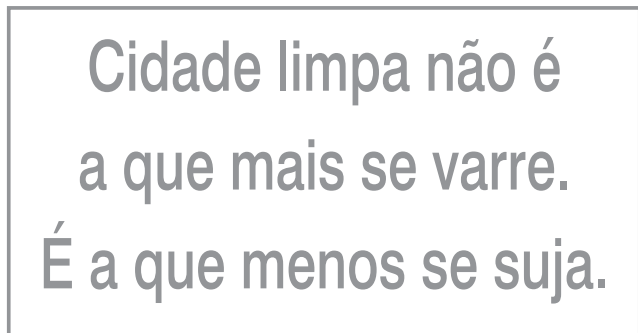 Cidade limpa não é
a que mais se varre.
É a que menos se suja.